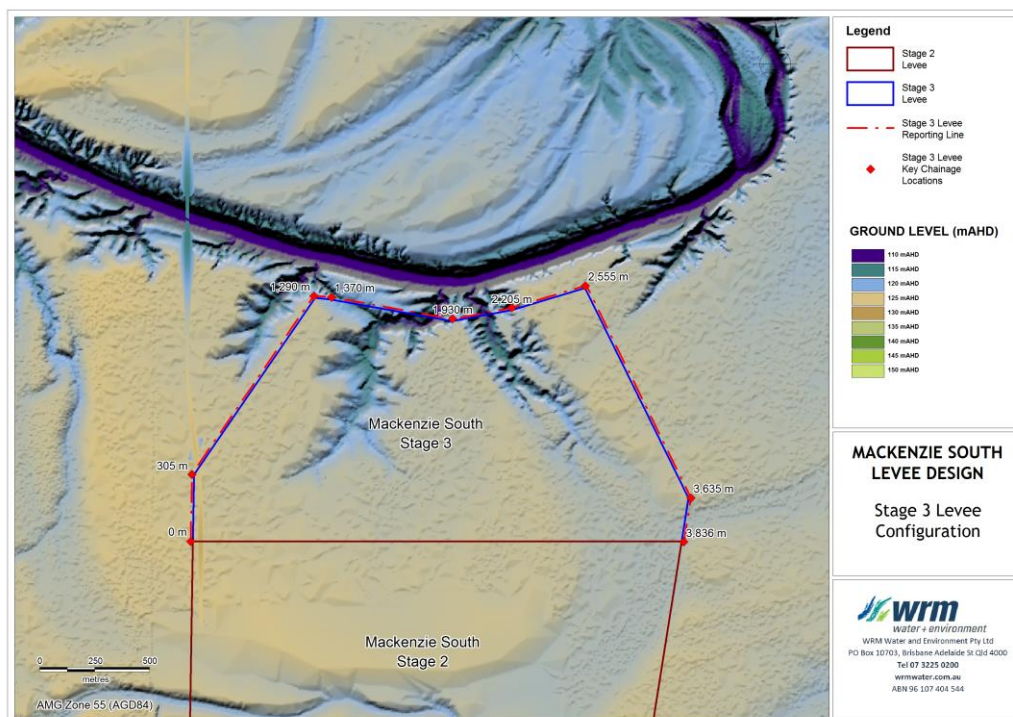 1,290 m
1,370 m
1,930 m
2,205 m
2,555 m
305 m
0 m
3,635 m
3,836 m
Mackenzie South
Stage 3
Mackenzie South
Stage 2
0 250 500
metres
AMG Zone 55 (AGD84)
Legend
Stage 2
Levee
Stage 3
Levee
Stage 3 Levee
Reporting Line
Stage 3 Levee
Key Chainage
Locations
GROUND LEVEL (mAHD)
110 mAHD
115 mAHD
120 mAHD
125 mAHD
130 mAHD
135 mAHD
140 mAHD
145 mAHD
150 mAHD
MACKENZIE SOUTH
LEVEE DESIGN
Stage 3 Levee
Configuration
wrm
water + environment
WRM Water and Environment Pty Ltd
PO Box 10703, Brisbane Adelaide St Qld 4000
Tel 07 3225 0200
wrmwater.com.au
ABN 96 107 404 544